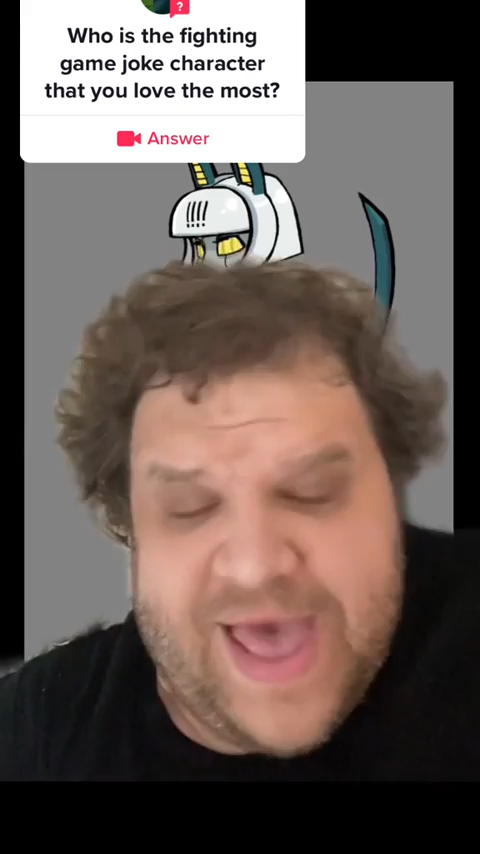 ?
Who is the fighting
game joke character
that you love the most?
Answer